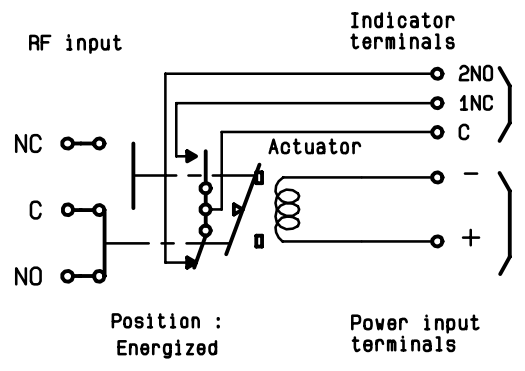 RF input
Indicator
terminals
2NO
1NC
C
Actuator
NC
C
NO
−
+
Position :
Energized
Power input
terminals